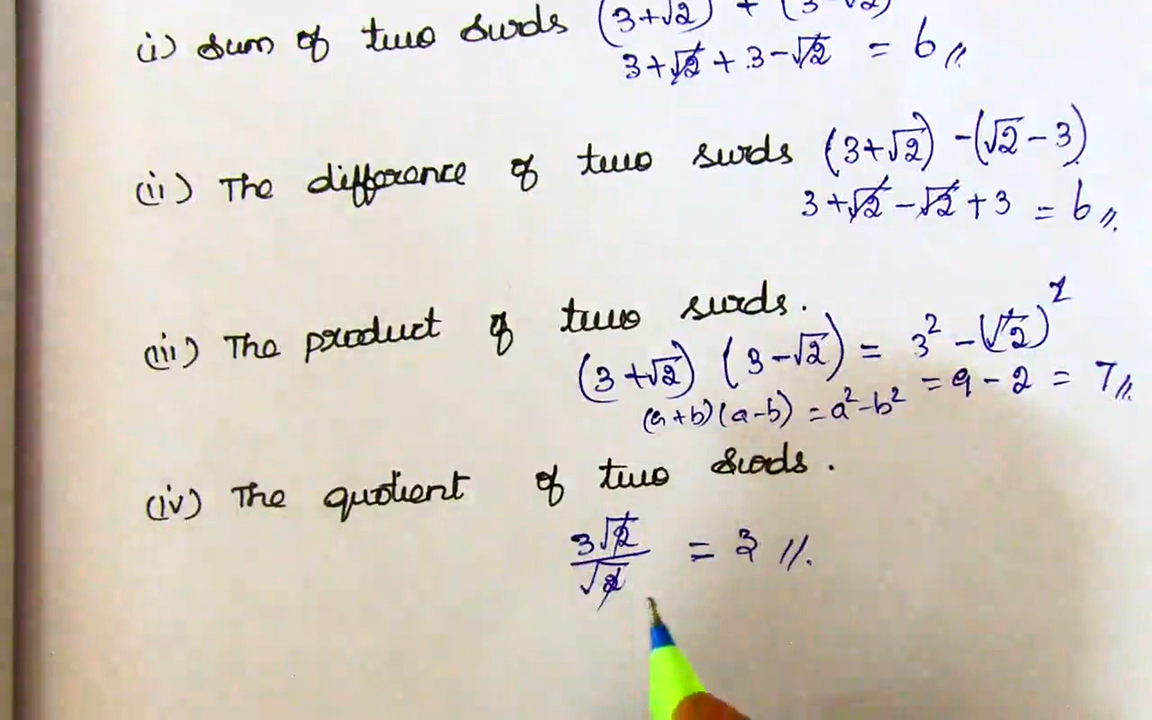 (i) Sum of two surds (3+√2) + (3-√2)
3+√2+3-√2 = 6//.
(ii) The difference of two surds (3+√2) -(√2-3)
3+√2-√2+3 = 6//.
(iii) The product of two surds.
(3+√2) (3-√2) = 3² -(√2)²
(a+b)(a-b) = a²-b² = 9-2 = 7//.
(iv) The quotient of two surds.
3√2/√2 = 3//.